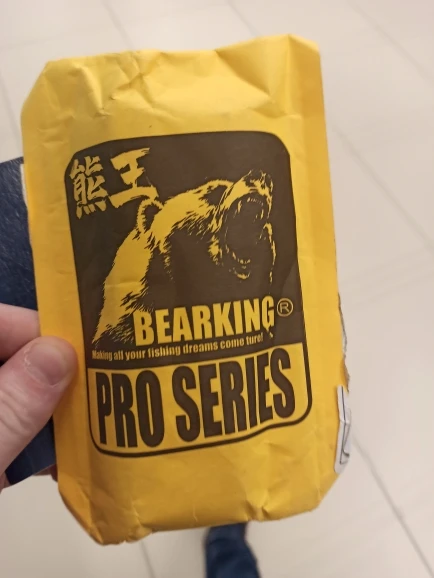 熊王
BEARKING®
Making all your fishing dreams come ture!
PRO SERIES